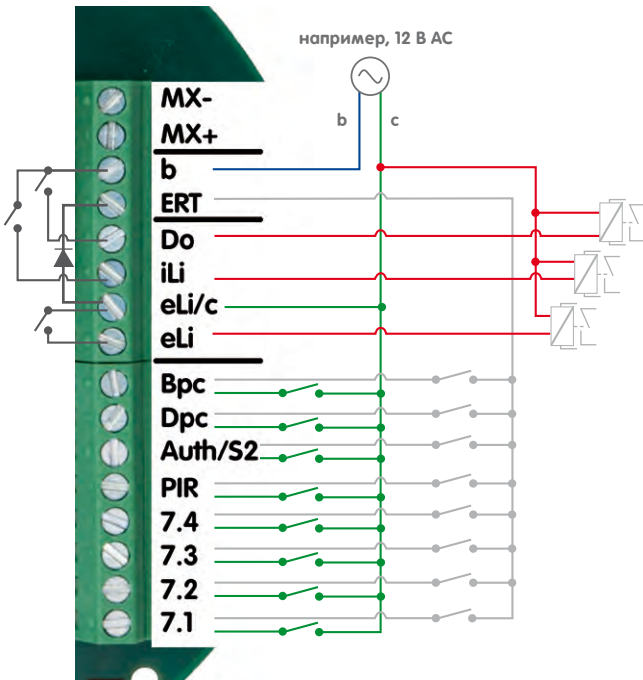 например, 12 В AC
b
c
MX-
MX+
b
ERT
Do
iLi
eLi/c
eLi
Bpc
Dpc
Auth/S2
PIR
7.4
7.3
7.2
7.1